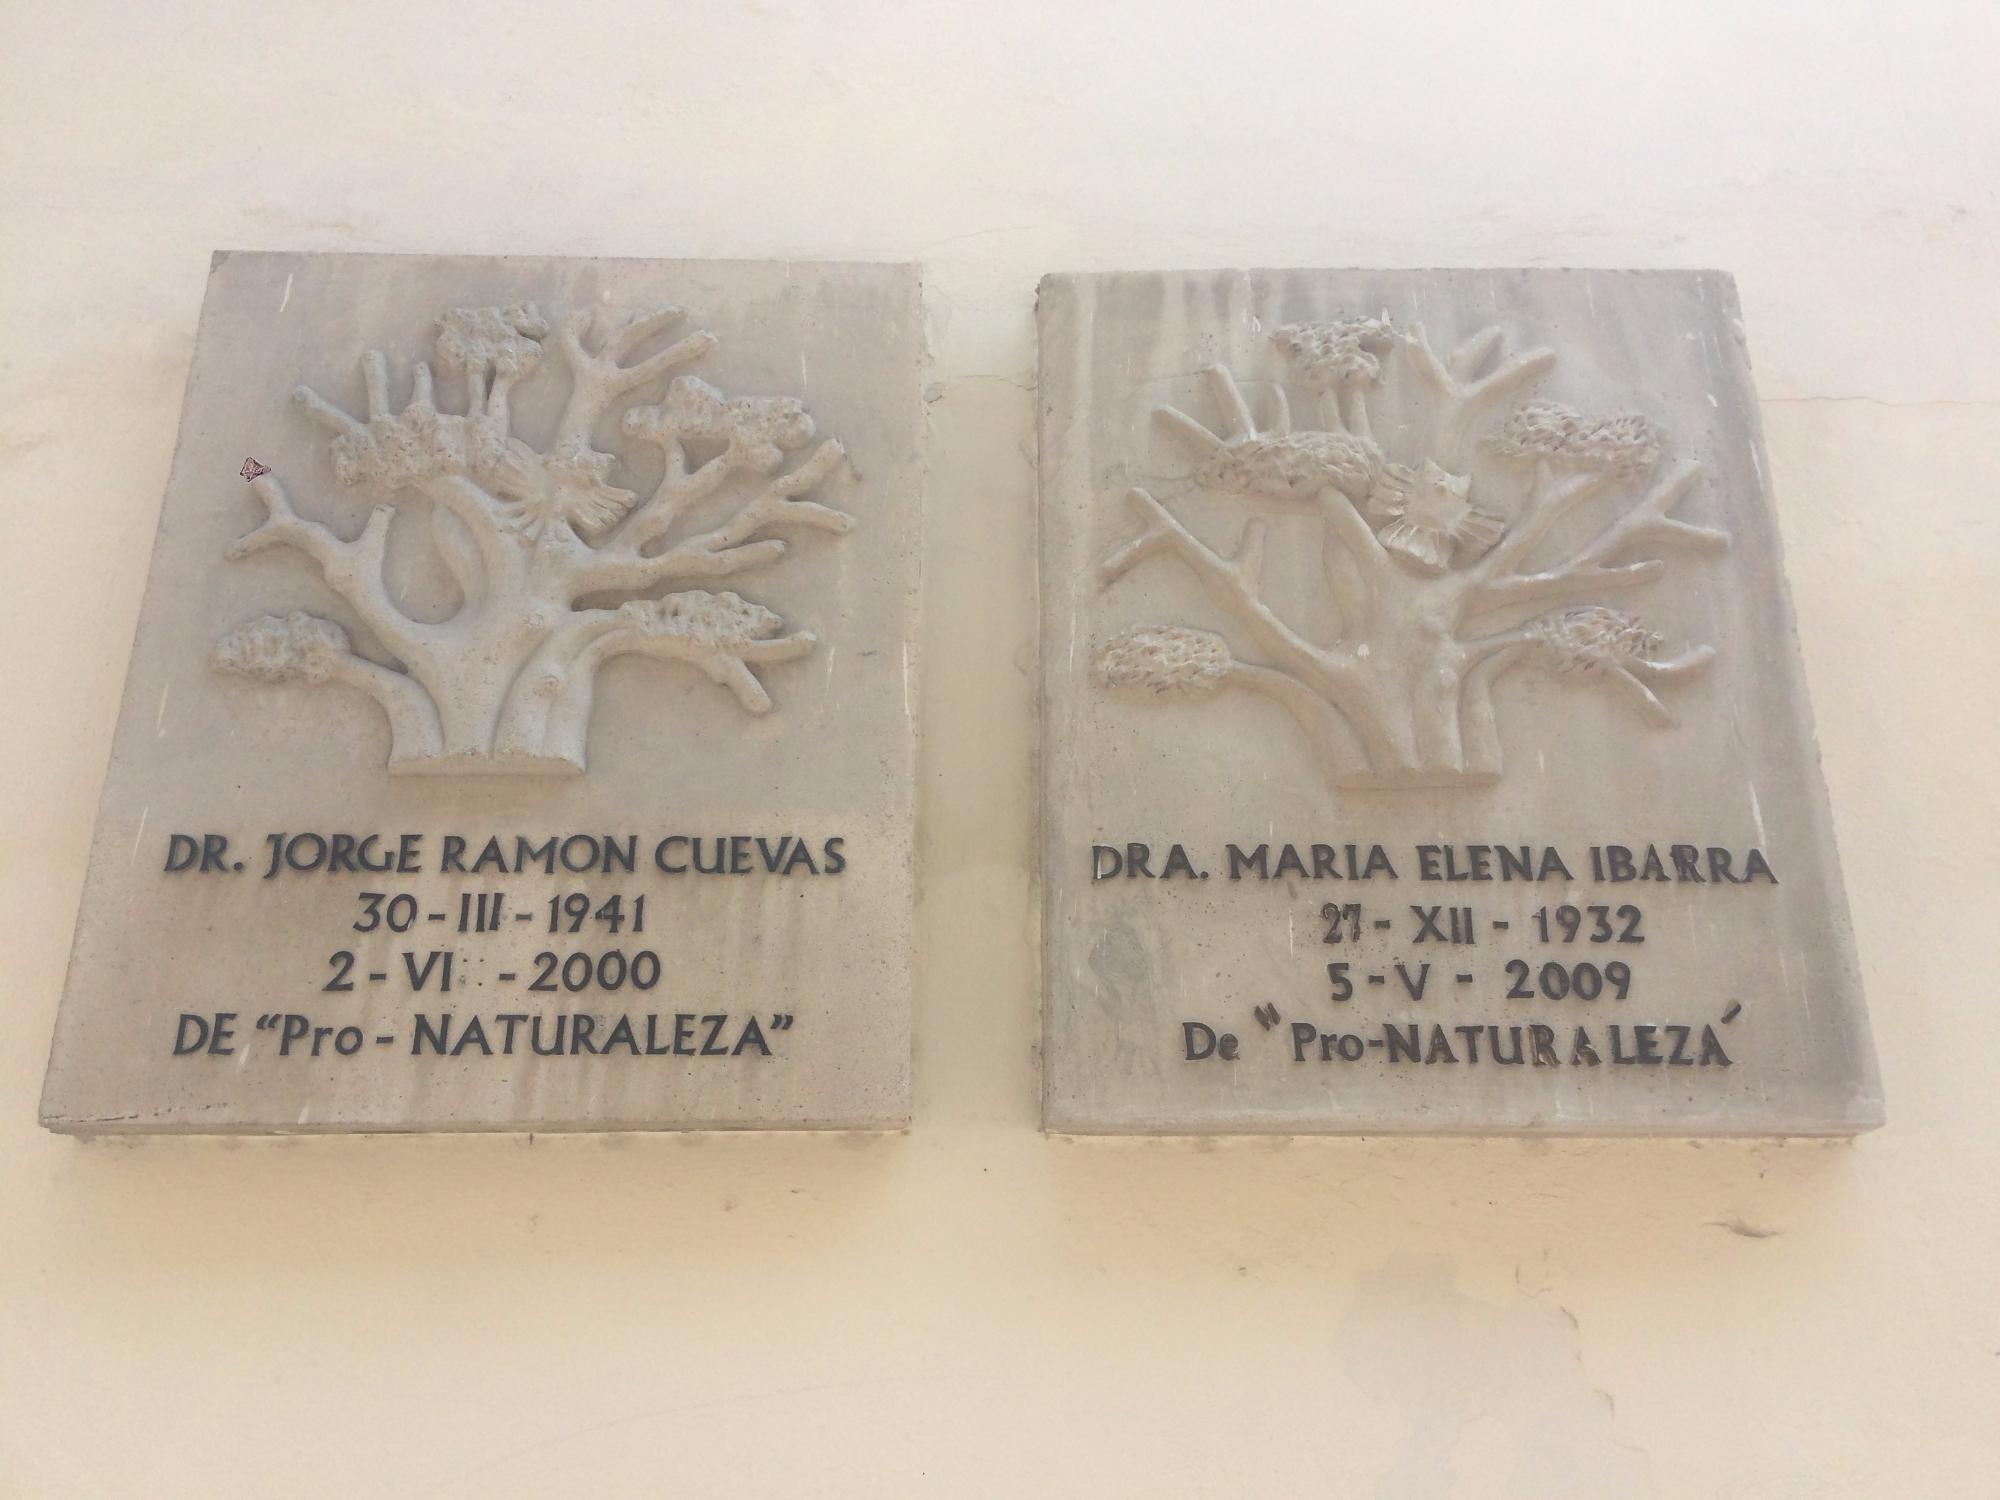 DR. JORGE RAMON CUEVAS
30-III-1941
2-VI -2000
DE “Pro-NATURALEZA”
DRA. MARIA ELENA IBARRA
27- XII - 1932
5-V - 2009
De "Pro-NATURALEZA´